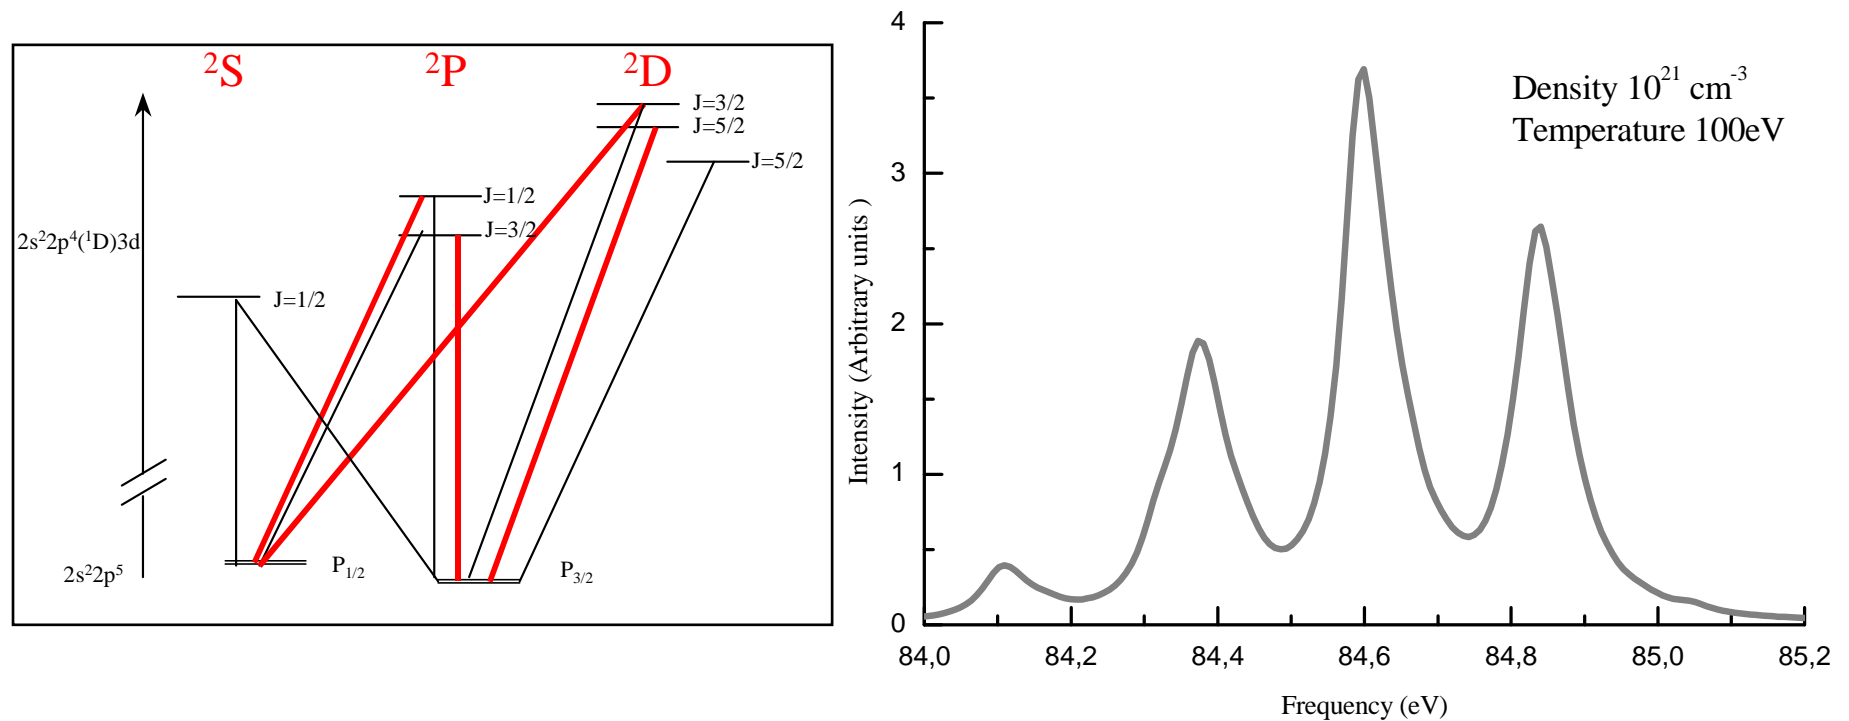 ²S ²P ²D
J=3/2
J=5/2
J=5/2
J=1/2
J=3/2
2s²2p⁴(¹D)3d
J=1/2
2s²2p⁵
P₁/₂
P₃/₂
Density 10²¹ cm⁻³
Temperature 100eV
Intensity (Arbitrary units )
4
3
2
1
0
84,0 84,2 84,4 84,6 84,8 85,0 85,2
Frequency (eV)